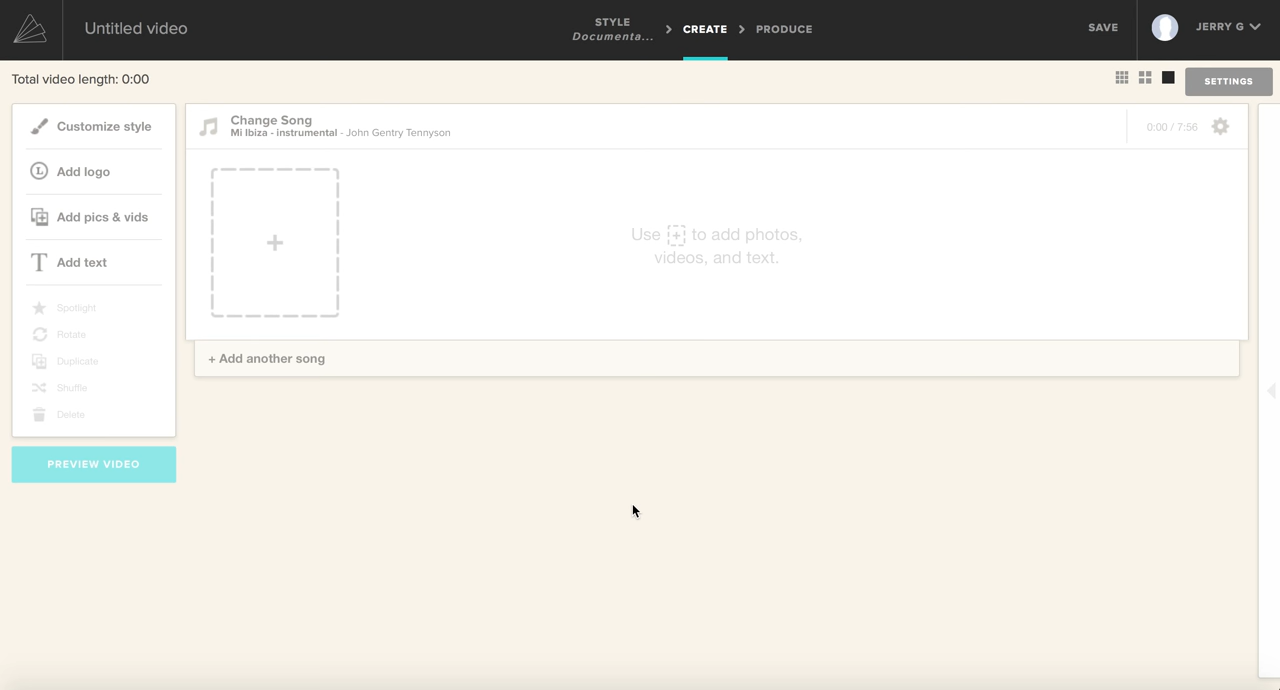 Untitled video
STYLE
Documenta...
CREATE
PRODUCE
SAVE
JERRY G
Total video length: 0:00
SETTINGS
Customize style
Add logo
Add pics & vids
Add text
Spotlight
Rotate
Duplicate
Shuffle
Delete
PREVIEW VIDEO
Change Song
Mi Ibiza - instrumental - John Gentry Tennyson
0:00 / 7:56
+
Use + to add photos,
videos, and text.
+ Add another song